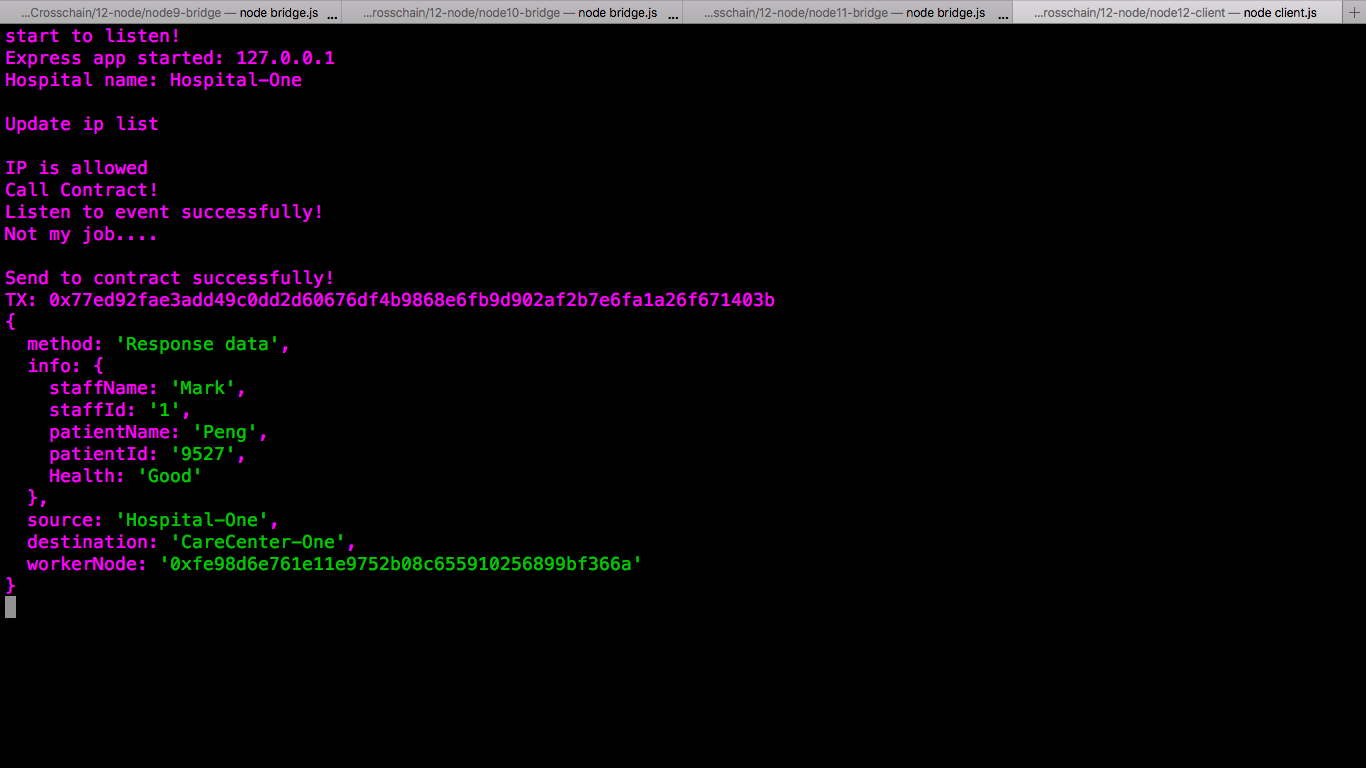 ...Crosschain/12-node/node9-bridge — node bridge.js ...
...rosschain/12-node/node10-bridge — node bridge.js ...
...sschain/12-node/node11-bridge — node bridge.js ...
...rosschain/12-node/node12-client — node client.js +
start to listen!
Express app started: 127.0.0.1
Hospital name: Hospital-One
Update ip list
IP is allowed
Call Contract!
Listen to event successfully!
Not my job....
Send to contract successfully!
TX: 0x77ed92fae3add49c0dd2d60676df4b9868e6fb9d902af2b7e6fa1a26f671403b
{
  method: 'Response data',
  info: {
    staffName: 'Mark',
    staffId: '1',
    patientName: 'Peng',
    patientId: '9527',
    Health: 'Good'
  },
  source: 'Hospital-One',
  destination: 'CareCenter-One',
  workerNode: '0xfe98d6e761e11e9752b08c655910256899bf366a'
}